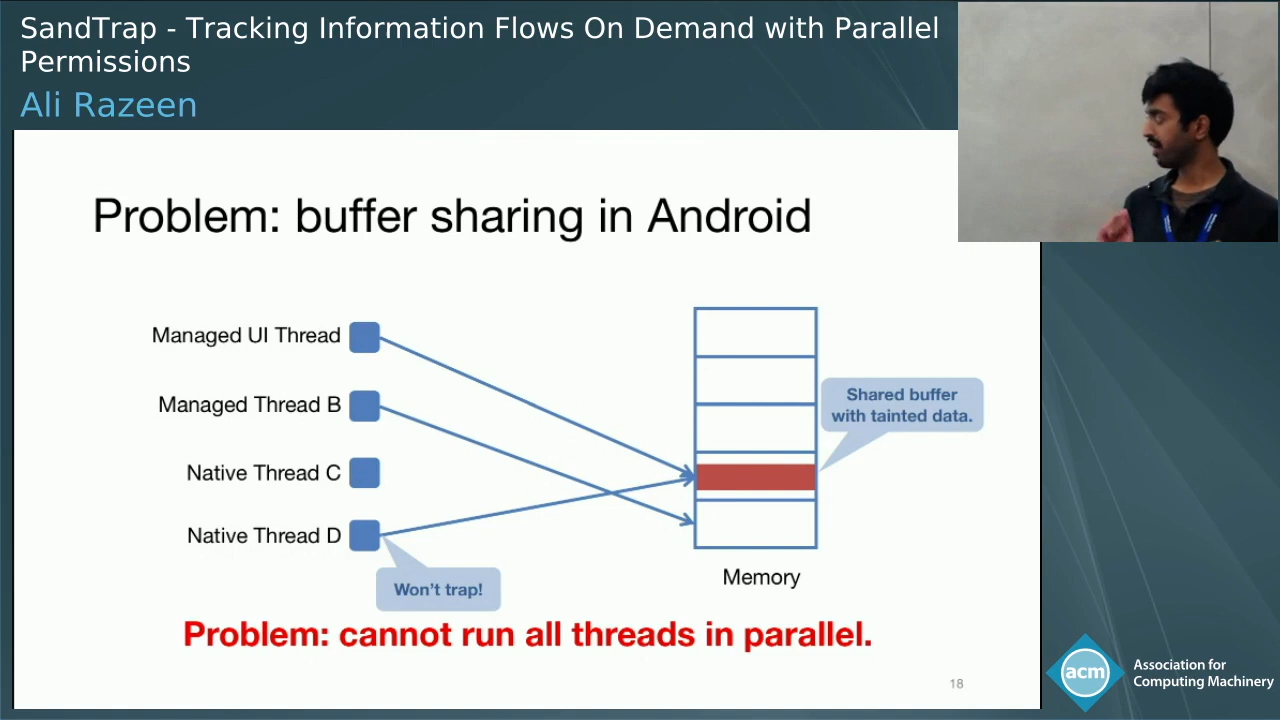 SandTrap - Tracking Information Flows On Demand with Parallel
Permissions
Ali Razeen
Problem: buffer sharing in Android
Managed UI Thread
Managed Thread B
Native Thread C
Native Thread D
Won't trap!
Shared buffer
with tainted data.
Memory
Problem: cannot run all threads in parallel.
18
acm
Association for
Computing Machinery